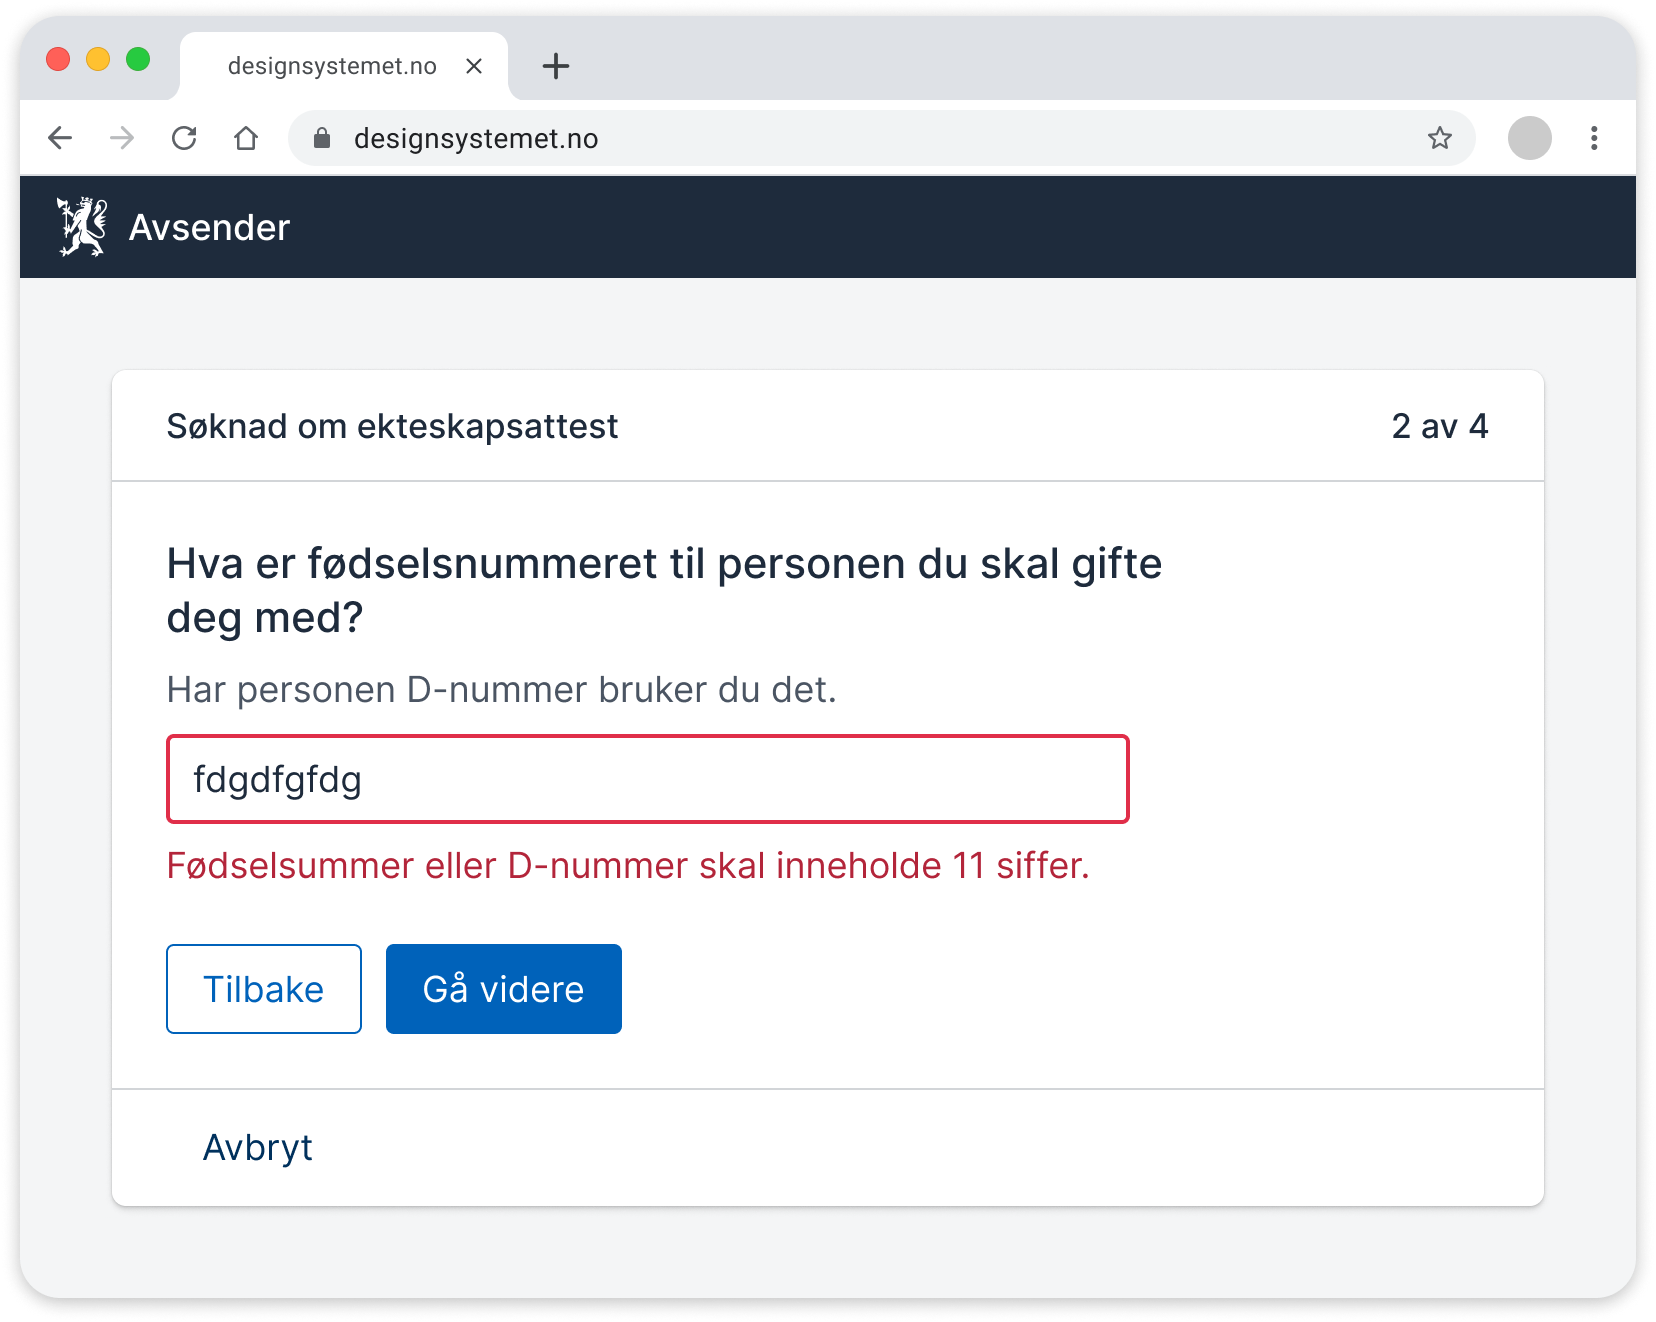 designsystemet.no
designsystemet.no
Avsender
Søknad om ekteskapsattest
2 av 4
Hva er fødselsnummeret til personen du skal gifte
deg med?
Har personen D-nummer bruker du det.
fdgdfgfdg
Fødselsummer eller D-nummer skal inneholde 11 siffer.
Tilbake
Gå videre
Avbryt